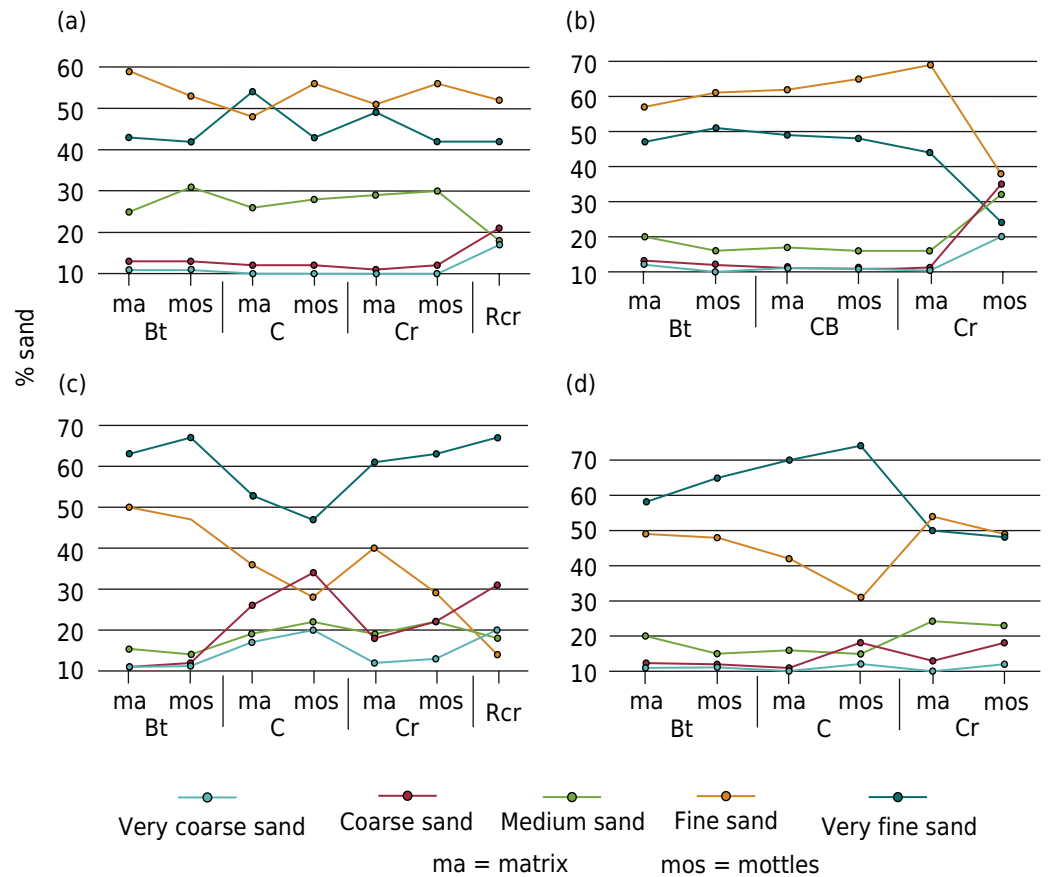 (a)
60
50
40
30
20
10
ma mos ma mos ma mos Rcr
Bt C Cr
(b)
70
60
50
40
30
20
10
ma mos ma mos ma mos
Bt CB Cr
% sand
(c)
70
60
50
40
30
20
10
ma mos ma mos ma mos Rcr
Bt C Cr
(d)
70
60
50
40
30
20
10
ma mos ma mos ma mos
Bt C Cr
Very coarse sand Coarse sand Medium sand Fine sand Very fine sand
ma = matrix mos = mottles